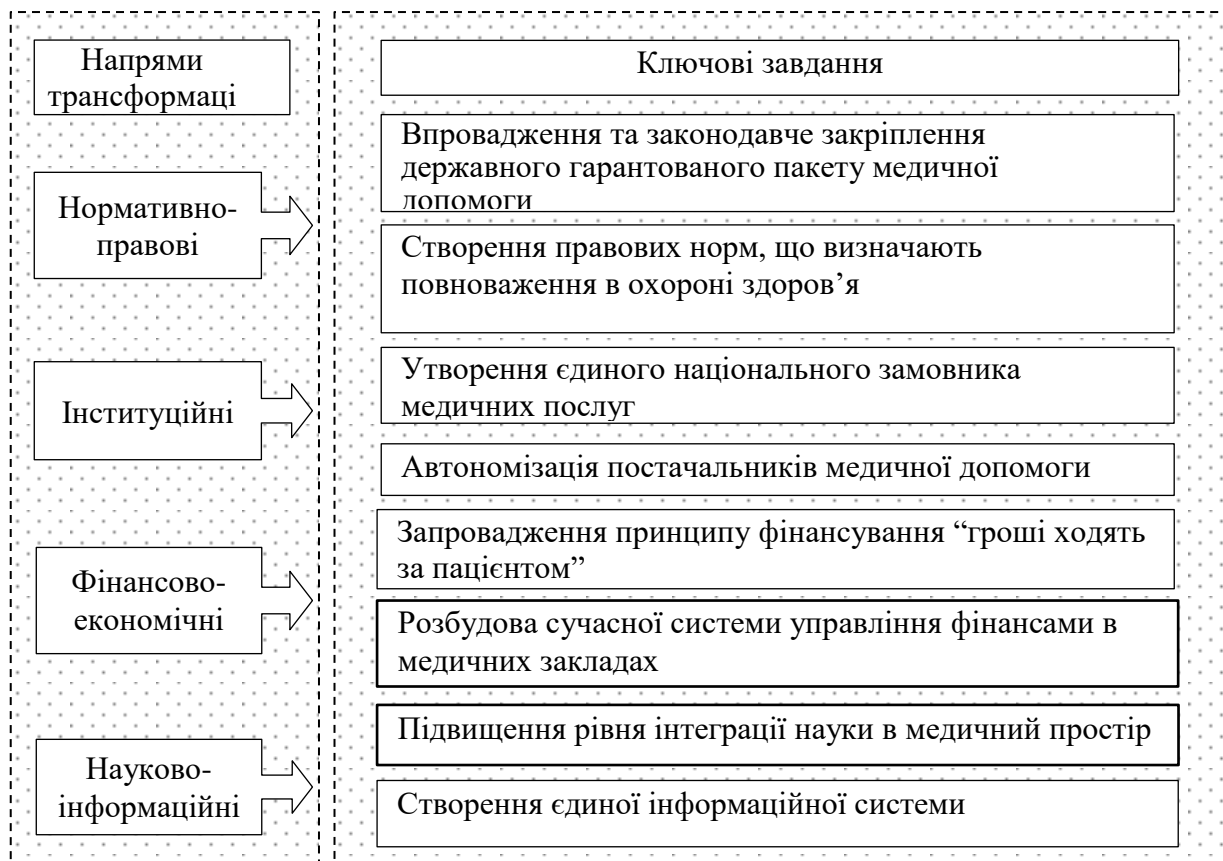 Напрями
трансформаці
Ключові завдання
Нормативно-
правові
Впровадження та законодавче закріплення
державного гарантованого пакету медичної
допомоги
Створення правових норм, що визначають
повноваження в охороні здоров’я
Інституційні
Утворення єдиного національного замовника
медичних послуг
Автономізація постачальників медичної допомоги
Фінансово-
економічні
Запровадження принципу фінансування “гроші ходять
за пацієнтом”
Розбудова сучасної системи управління фінансами в
медичних закладах
Науково-
інформаційні
Підвищення рівня інтеграції науки в медичний простір
Створення єдиної інформаційної системи